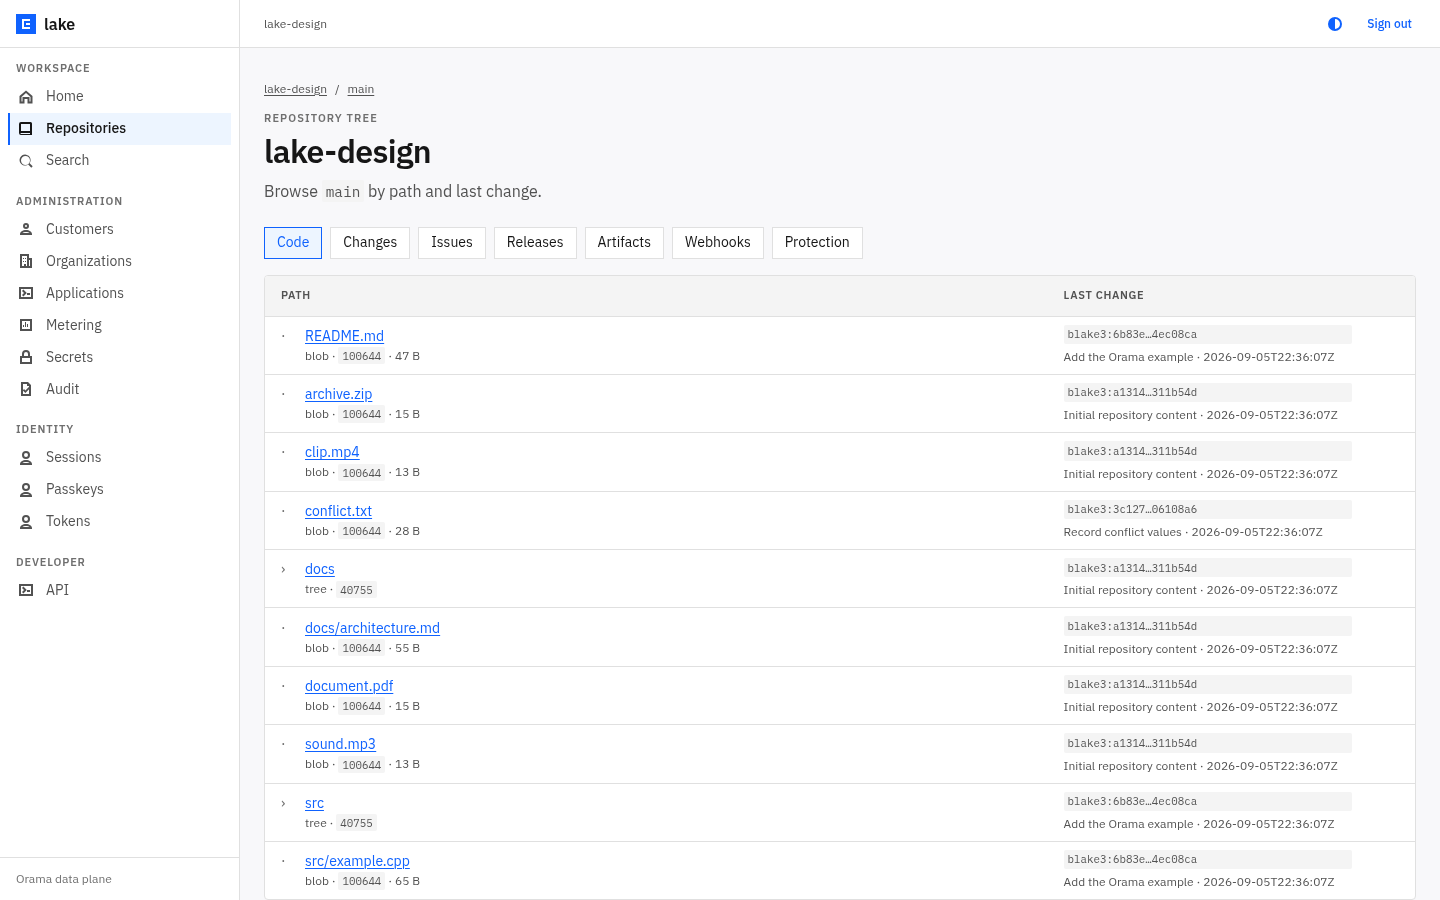 lake
lake-design
Sign out
WORKSPACE
Home
Repositories
Search
ADMINISTRATION
Customers
Organizations
Applications
Metering
Secrets
Audit
IDENTITY
Sessions
Passkeys
Tokens
DEVELOPER
API
Orama data plane
lake-design / main
REPOSITORY TREE
lake-design
Browse main by path and last change.
Code Changes Issues Releases Artifacts Webhooks Protection
PATH LAST CHANGE
· README.md blake3:6b83e…4ec08ca
blob · 100644 · 47 B Add the Orama example · 2026-09-05T22:36:07Z
· archive.zip blake3:a1314…311b54d
blob · 100644 · 15 B Initial repository content · 2026-09-05T22:36:07Z
· clip.mp4 blake3:a1314…311b54d
blob · 100644 · 13 B Initial repository content · 2026-09-05T22:36:07Z
· conflict.txt blake3:3c127…06108a6
blob · 100644 · 28 B Record conflict values · 2026-09-05T22:36:07Z
› docs blake3:a1314…311b54d
tree · 40755 Initial repository content · 2026-09-05T22:36:07Z
· docs/architecture.md blake3:a1314…311b54d
blob · 100644 · 55 B Initial repository content · 2026-09-05T22:36:07Z
· document.pdf blake3:a1314…311b54d
blob · 100644 · 15 B Initial repository content · 2026-09-05T22:36:07Z
· sound.mp3 blake3:a1314…311b54d
blob · 100644 · 13 B Initial repository content · 2026-09-05T22:36:07Z
› src blake3:6b83e…4ec08ca
tree · 40755 Add the Orama example · 2026-09-05T22:36:07Z
· src/example.cpp blake3:6b83e…4ec08ca
blob · 100644 · 65 B Add the Orama example · 2026-09-05T22:36:07Z